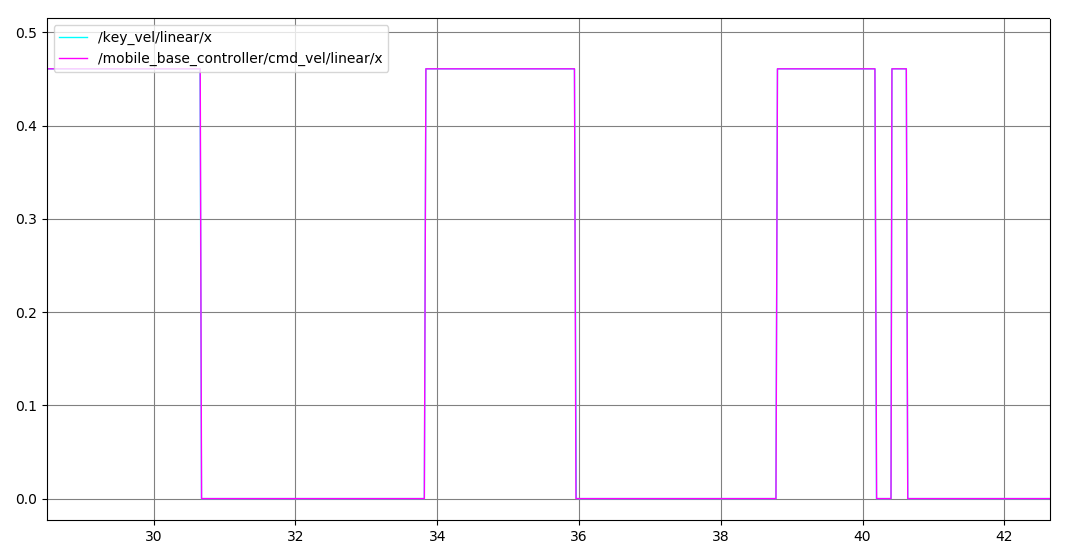 /key_vel/linear/x
/mobile_base_controller/cmd_vel/linear/x
0.5
0.4
0.3
0.2
0.1
0.0
30 32 34 36 38 40 42